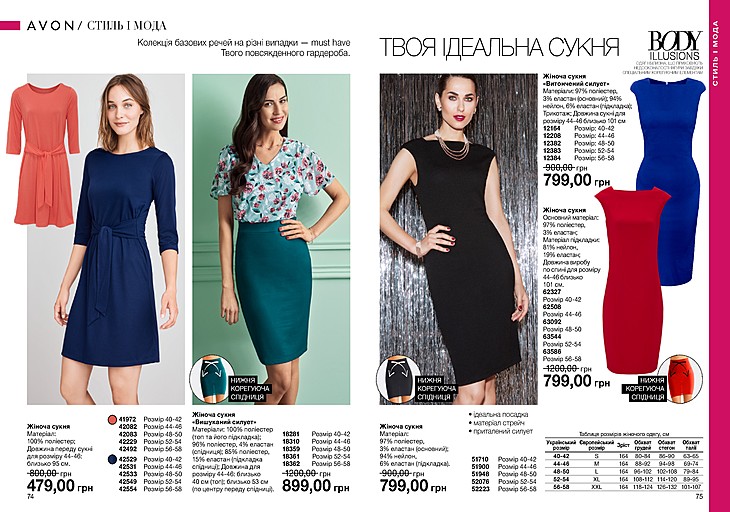 AVON / СТИЛЬ І МОДА
Колекція базових речей на різні випадки — must have
Твого повсякденного гардероба.
НИЖНЯ
КОРЕГУЮЧА
СПІДНИЦЯ
Жіноча сукня
Матеріал:
100% поліестер;
Довжина переду сукні
для розміру 44-46:
близько 95 см.
800,00 грн
479,00 грн
74
41972 Розмір 40-42
42082 Розмір 44-46
42083 Розмір 48-50
42229 Розмір 52-54
42492 Розмір 56-58
42529 Розмір 40-42
42531 Розмір 44-46
42533 Розмір 48-50
42549 Розмір 52-54
42554 Розмір 56-58
Жіноча сукня
«Вишуканий силует»
Матеріали: 100% поліестер
(топ та його підкладка);
96% поліестер, 4% еластан
(спідниця); 85% поліестер,
15% еластан (підкладка
спідниці); Довжина для
розміру 44-46: близько
40 см (топ); близько 53 см
(по центру переду спідниці).
18281 Розмір 40-42
18310 Розмір 44-46
18359 Розмір 48-50
18361 Розмір 52-54
18362 Розмір 56-58
1200,00 грн
899,00 грн
ТВОЯ ІДЕАЛЬНА СУКНЯ
BODY
ILLUSIONS
СТИЛЬ І МОДА
Жіноча сукня
«Витончений силует»
Матеріали: 97% поліестер,
3% еластан (основний); 94%
нейлон, 6% еластан (підкладка);
Трикотаж; Довжина сукні для
розміру 44-46 близько 101 см
12154 Розмір: 40-42
12208 Розмір: 44-46
12382 Розмір: 48-50
12383 Розмір: 52-54
12384 Розмір: 56-58
900,00 грн
799,00 грн
Жіноча сукня
Основний матеріал:
97% поліестер,
3% еластан;
Матеріал підкладки:
81% нейлон,
19% еластан;
Довжина виробу
по спині для розміру
44-46 близько
101 см.
62327
Розмір 40-42
62508
Розмір 44-46
63092
Розмір 48-50
63544
Розмір 52-54
63586
Розмір 56-58
1200,00 грн
799,00 грн
НИЖНЯ
КОРЕГУЮЧА
СПІДНИЦЯ
НИЖНЯ
КОРЕГУЮЧА
СПІДНИЦЯ
Жіноча сукня
Матеріал:
97% поліестер,
3% еластан (основний);
94% нейлон,
6% еластан (підкладка).
900,00 грн
799,00 грн
• ідеальна посадка
• матеріал стрейч
• приталений силует
51710 Розмір 40-42
51900 Розмір 44-46
51948 Розмір 48-50
52076 Розмір 52-54
52223 Розмір 56-58
Таблиця розмірів жіночого одягу, см
Український розмір Європейський розмір Зріст Обхват грудей Обхват стегон Обхват талії
40-42 S 164 80-84 86-90 63-65
44-46 M 164 88-92 94-98 69-74
48-50 L 164 96-102 102-108 79-84
52-54 XL 164 108-112 114-120 89-95
56-58 XXL 164 118-124 126-132 101-107
75